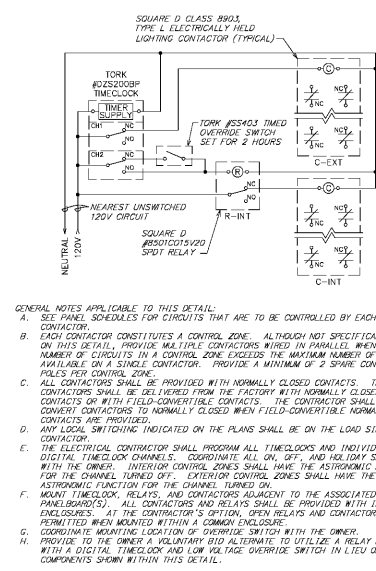 SQUARE D CLASS 8903,
TYPE L ELECTRICALLY HELD
LIGHTING CONTACTOR (TYPICAL)
TORK
#DZS200BP
TIMECLOCK
TIMER
SUPPLY
CH1
NC
NO
CH2
NC
NO
TORK #SS403 TIMED
OVERRIDE SWITCH
SET FOR 2 HOURS
C
NC
NC
NC
NC
C-EXT
R
NC
NO
R-INT
C
NC
NC
NC
NC
C-INT
NEAREST UNSWITCHED
120V CIRCUIT
SQUARE D
#8501CO15V20
SPDT RELAY
NEUTRAL
120V
GENERAL NOTES APPLICABLE TO THIS DETAIL:
A. SEE PANEL SCHEDULES FOR CIRCUITS THAT ARE TO BE CONTROLLED BY EACH
CONTACTOR.
B. EACH CONTACTOR CONSTITUTES A CONTROL ZONE. ALTHOUGH NOT SPECIFICA
ON THIS DETAIL, PROVIDE MULTIPLE CONTACTORS WIRED IN PARALLEL WHEN
NUMBER OF CIRCUITS IN A CONTROL ZONE EXCEEDS THE MAXIMUM NUMBER OF
AVAILABLE ON A SINGLE CONTACTOR. PROVIDE A MINIMUM OF 2 SPARE CON
POLES PER CONTROL ZONE.
C. ALL CONTACTORS SHALL BE PROVIDED WITH NORMALLY CLOSED CONTACTS. T
CONTACTORS SHALL BE DELIVERED FROM THE FACTORY WITH NORMALLY CLOSE
CONTACTS OR WITH FIELD-CONVERTIBLE CONTACTS. THE CONTRACTOR SHALL
CONVERT CONTACTORS TO NORMALLY CLOSED WHEN FIELD-CONVERTIBLE NORMA
CONTACTS ARE PROVIDED.
D. ANY LOCAL SWITCHING INDICATED ON THE PLANS SHALL BE ON THE LOAD SI
CONTACTOR.
E. THE ELECTRICAL CONTRACTOR SHALL PROGRAM ALL TIMECLOCKS AND INDIVID
DIGITAL TIMECLOCK CHANNELS. COORDINATE ALL ON, OFF, AND HOLIDAY S
WITH THE OWNER. INTERIOR CONTROL ZONES SHALL HAVE THE ASTRONOMIC
FOR THE CHANNEL TURNED OFF. EXTERIOR CONTROL ZONES SHALL HAVE THE
ASTRONOMIC FUNCTION FOR THE CHANNEL TURNED ON.
F. MOUNT TIMECLOCK, RELAYS, AND CONTACTORS ADJACENT TO THE ASSOCIATED
PANELBOARD(S). ALL CONTACTORS AND RELAYS SHALL BE PROVIDED WITH I
ENCLOSURES. AT THE CONTRACTOR'S OPTION, OPEN RELAYS AND CONTACTOR
PERMITTED WHEN MOUNTED WITHIN A COMMON ENCLOSURE.
G. COORDINATE MOUNTING LOCATION OF OVERRIDE SWITCH WITH THE OWNER.
H. PROVIDE TO THE OWNER A VOLUNTARY BID ALTERNATE TO UTILIZE A RELAY
WITH A DIGITAL TIMECLOCK AND LOW VOLTAGE OVERRIDE SWITCH IN LIEU O
COMPONENTS SHOWN WITHIN THIS DETAIL.